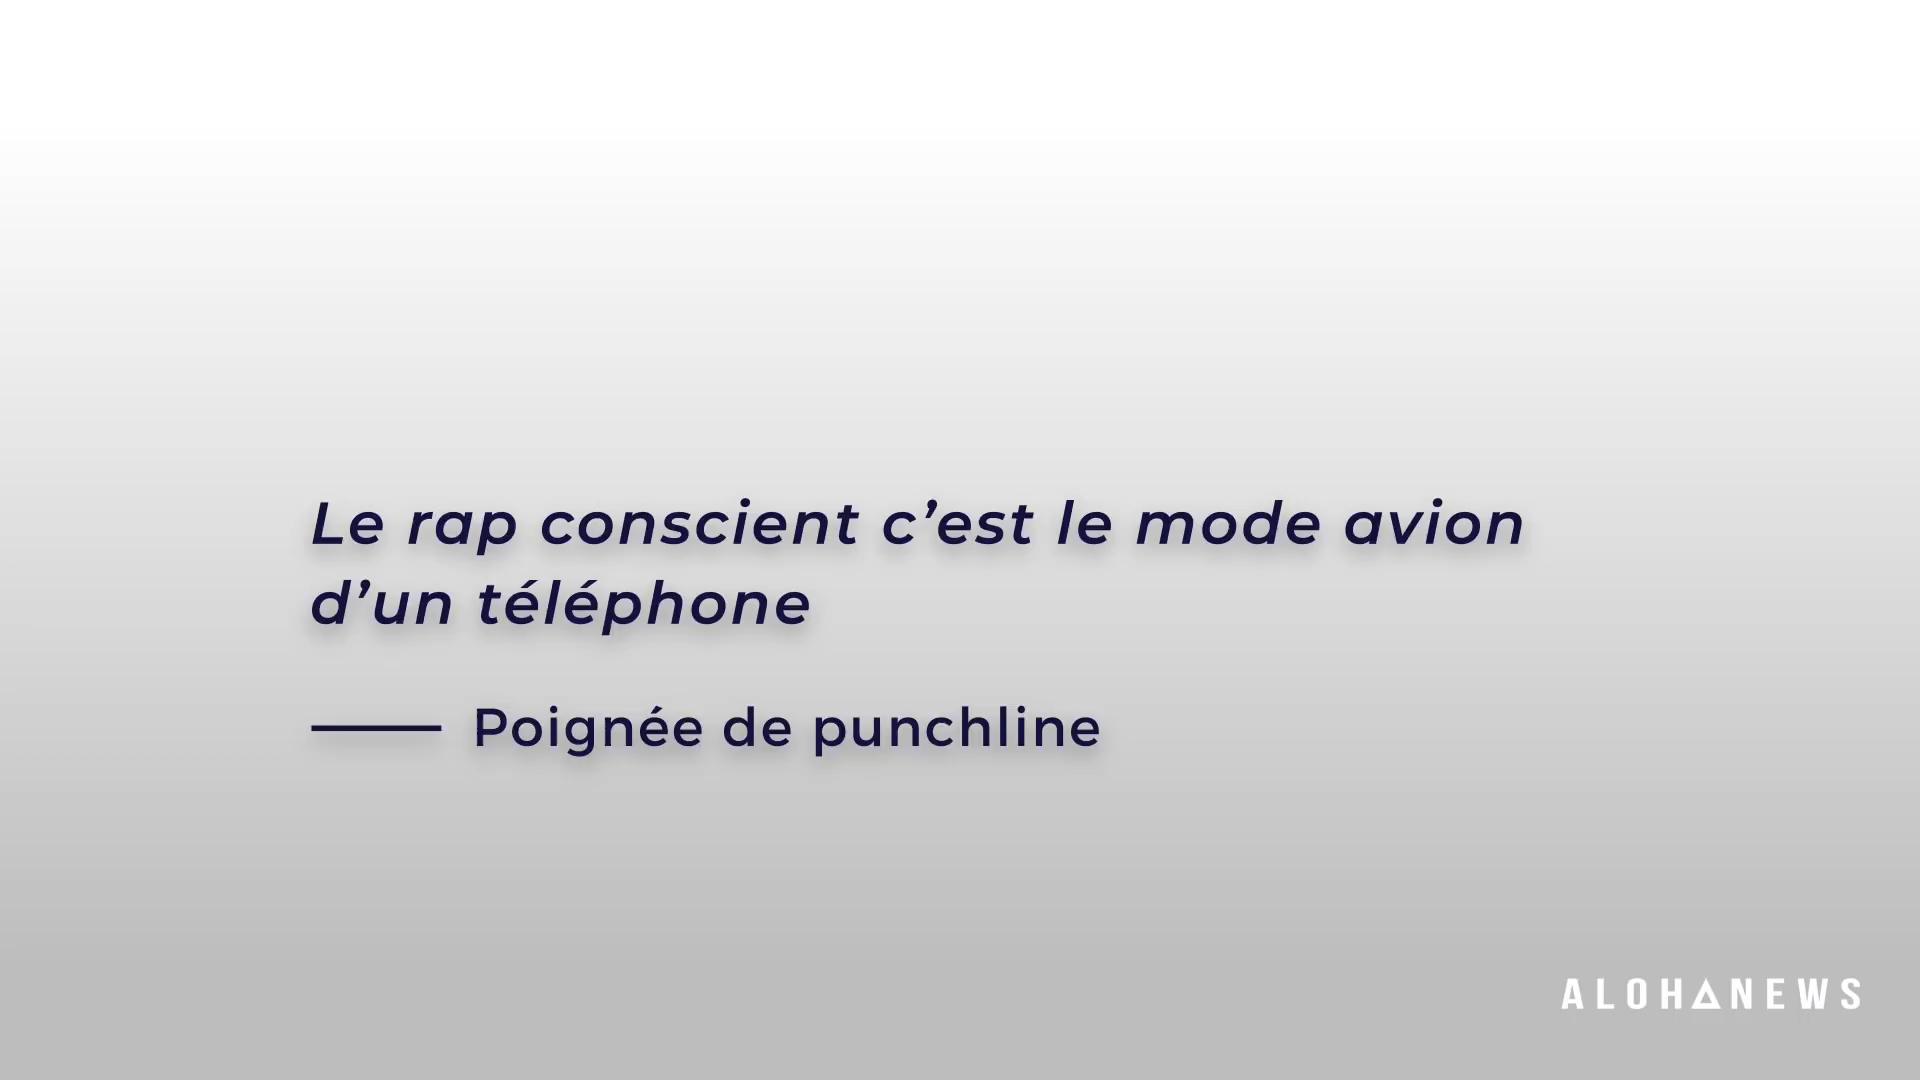 Le rap conscient c’est le mode avion
d’un téléphone
Poignée de punchline
ALOHANEWS